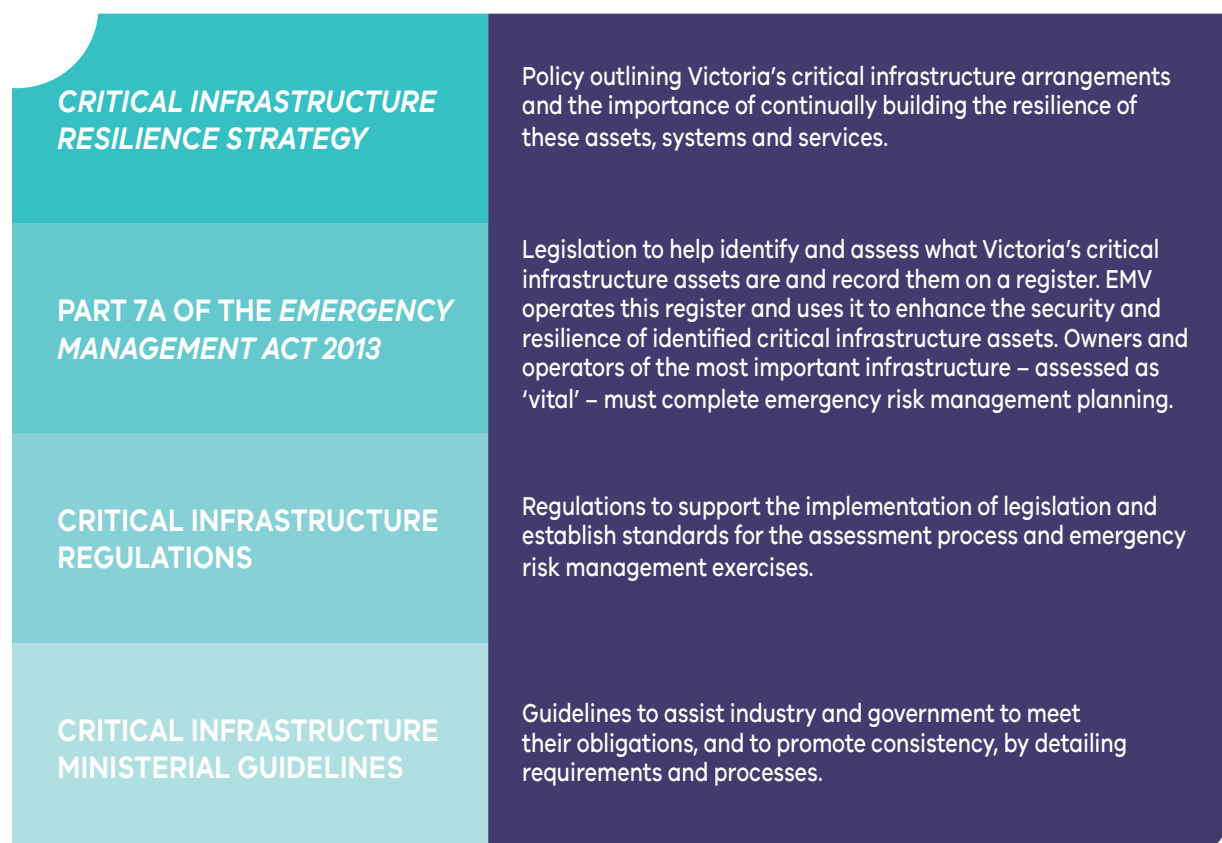 CRITICAL INFRASTRUCTURE
RESILIENCE STRATEGY
Policy outlining Victoria’s critical infrastructure arrangements
and the importance of continually building the resilience of
these assets, systems and services.
PART 7A OF THE EMERGENCY
MANAGEMENT ACT 2013
Legislation to help identify and assess what Victoria’s critical
infrastructure assets are and record them on a register. EMV
operates this register and uses it to enhance the security and
resilience of identified critical infrastructure assets. Owners and
operators of the most important infrastructure – assessed as
‘vital’ – must complete emergency risk management planning.
CRITICAL INFRASTRUCTURE
REGULATIONS
Regulations to support the implementation of legislation and
establish standards for the assessment process and emergency
risk management exercises.
CRITICAL INFRASTRUCTURE
MINISTERIAL GUIDELINES
Guidelines to assist industry and government to meet
their obligations, and to promote consistency, by detailing
requirements and processes.